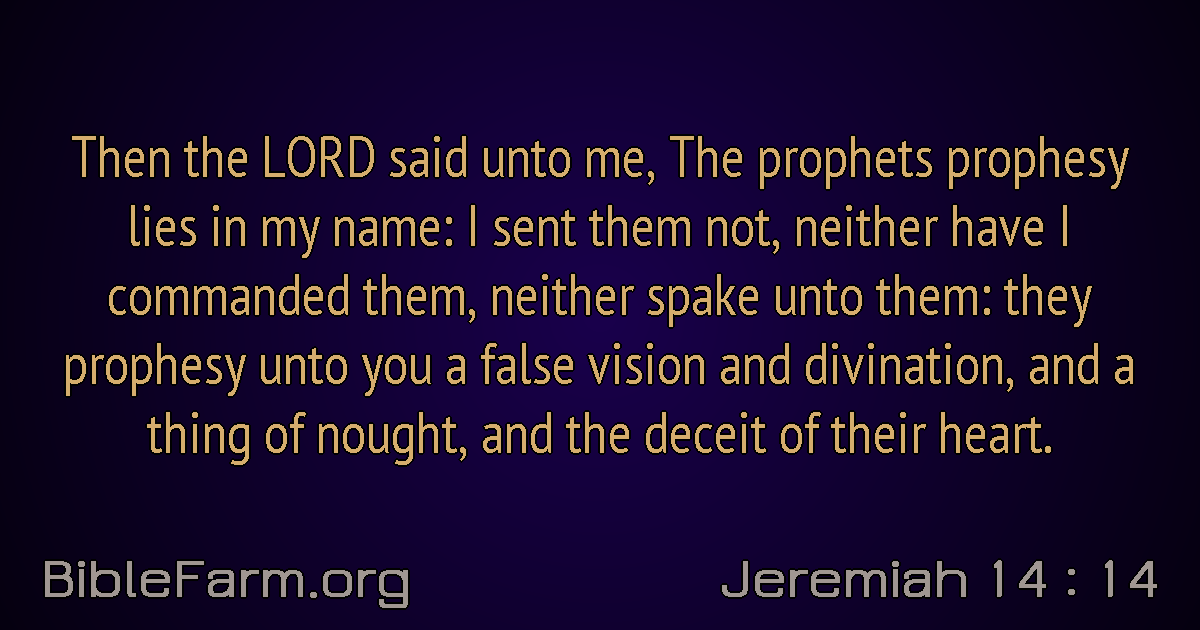 Then the LORD said unto me, The prophets prophesy
lies in my name: I sent them not, neither have I
commanded them, neither spake unto them: they
prophesy unto you a false vision and divination, and a
thing of nought, and the deceit of their heart.
BibleFarm.org
Jeremiah 14 : 14